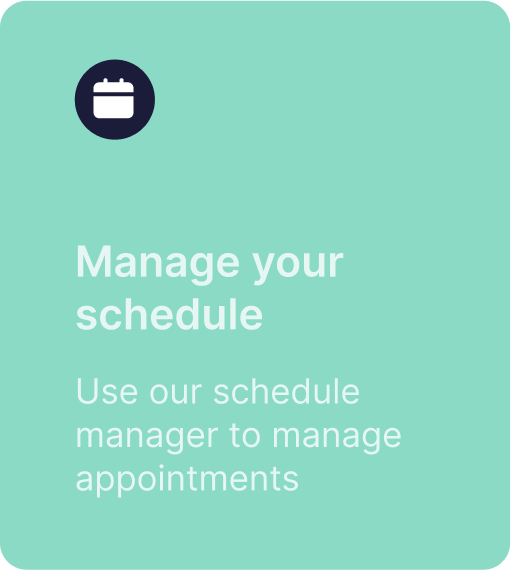 Manage your
schedule
Use our schedule
manager to manage
appointments